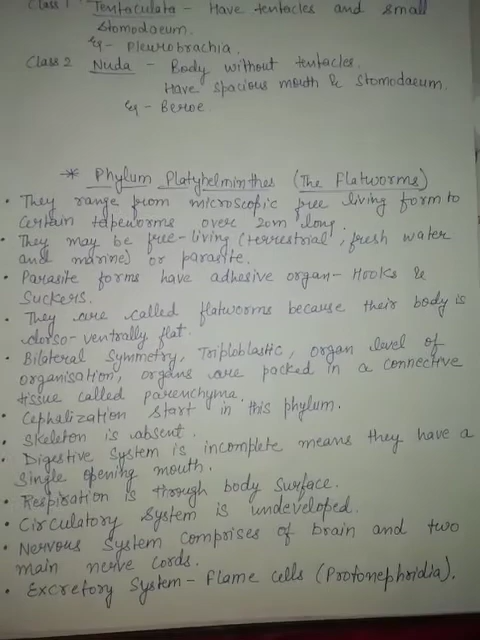 Class 1 Tentaculata - Have tentacles and small
Stomodaeum.
Eg - Pleurobrachia.
Class 2 Nuda - Body without tentacles.
Have spacious mouth & Stomodaeum.
Eg - Beroe.
* Phylum Platyhelminthes (The Flatworms)
• They range from microscopic free living form to
certain tapeworms over 20m long.
• They may be free-living (terrestrial, fresh water
and marine) or parasite.
• Parasite forms have adhesive organ - Hooks &
Suckers.
• They are called flatworms because their body is
dorso-ventrally flat.
• Bilateral Symmetry, Triploblastic, organ level of
organisation, organs are packed in a connective
tissue called parenchyma.
• Cephalization start in this phylum.
• Skeleton is absent.
• Digestive System is incomplete means they have a
single opening mouth.
• Respiration is through body surface.
• Circulatory System is undeveloped.
• Nervous System comprises of brain and two
main nerve cords.
• Excretory System - Flame cells (Protonephridia).